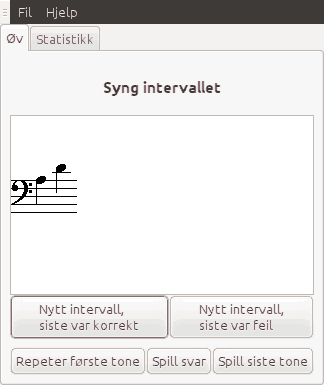 Fil Hjelp
Øv Statistikk
Syng intervallet
Nytt intervall,
siste var korrekt
Nytt intervall,
siste var feil
Repeter første tone Spill svar Spill siste tone